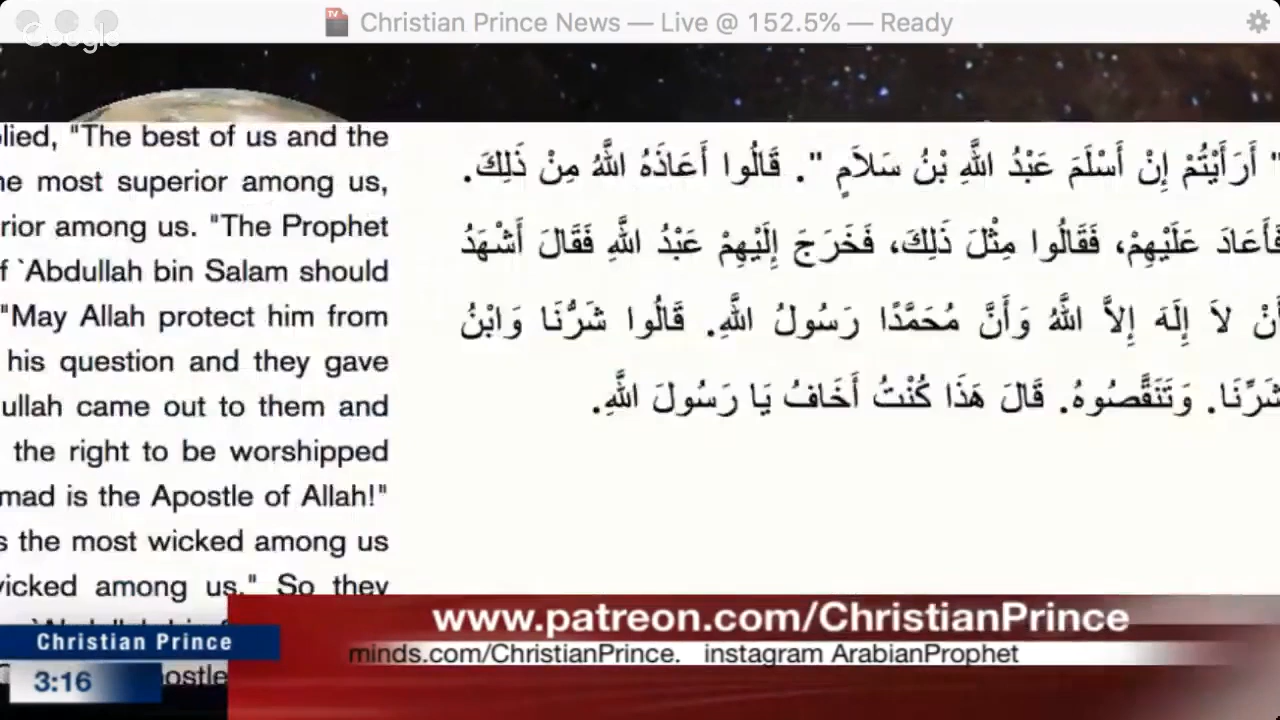 Christian Prince News — Live @ 152.5% — Ready
Google
lied, "The best of us and the
ne most superior among us,
rior among us. "The Prophet
f `Abdullah bin Salam should
"May Allah protect him from
his question and they gave
ullah came out to them and
the right to be worshipped
mad is the Apostle of Allah!"
s the most wicked among us
vicked among us." So they
ostle
" أَرَأَيْتُمْ إِنْ أَسْلَمَ عَبْدُ اللَّهِ بْنُ سَلاَمٍ ‏"‏‏.‏ قَالُوا أَعَاذَهُ اللَّهُ مِنْ ذَلِكَ‏.‏
فَأَعَادَ عَلَيْهِمْ، فَقَالُوا مِثْلَ ذَلِكَ، فَخَرَجَ إِلَيْهِمْ عَبْدُ اللَّهِ فَقَالَ أَشْهَدُ
أَنْ لاَ إِلَهَ إِلاَّ اللَّهُ وَأَنَّ مُحَمَّدًا رَسُولُ اللَّهِ‏.‏ قَالُوا شَرُّنَا وَابْنُ
شَرِّنَا‏.‏ وَتَنَقَّصُوهُ‏.‏ قَالَ هَذَا كُنْتُ أَخَافُ يَا رَسُولَ اللَّهِ‏.‏
www.patreon.com/ChristianPrince
Christian Prince
minds.com/ChristianPrince. instagram ArabianProphet
3:16